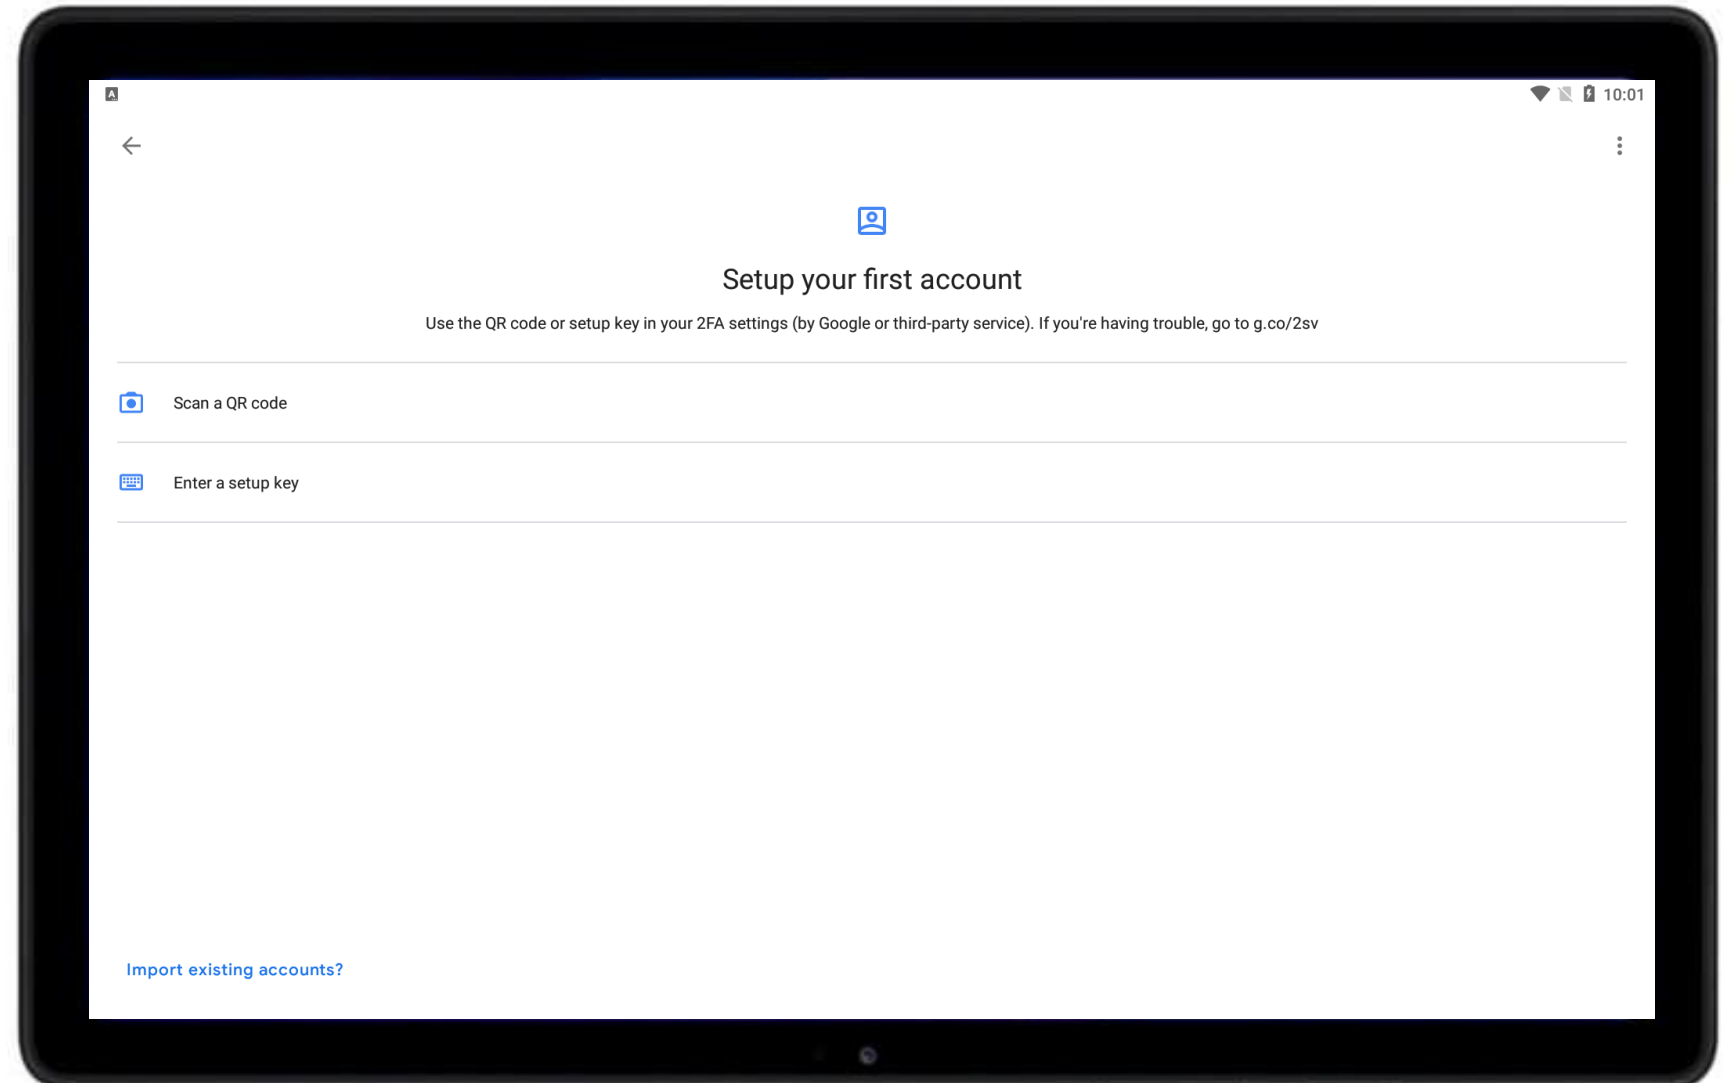 10:01
Setup your first account
Use the QR code or setup key in your 2FA settings (by Google or third-party service). If you're having trouble, go to g.co/2sv
Scan a QR code
Enter a setup key
Import existing accounts?